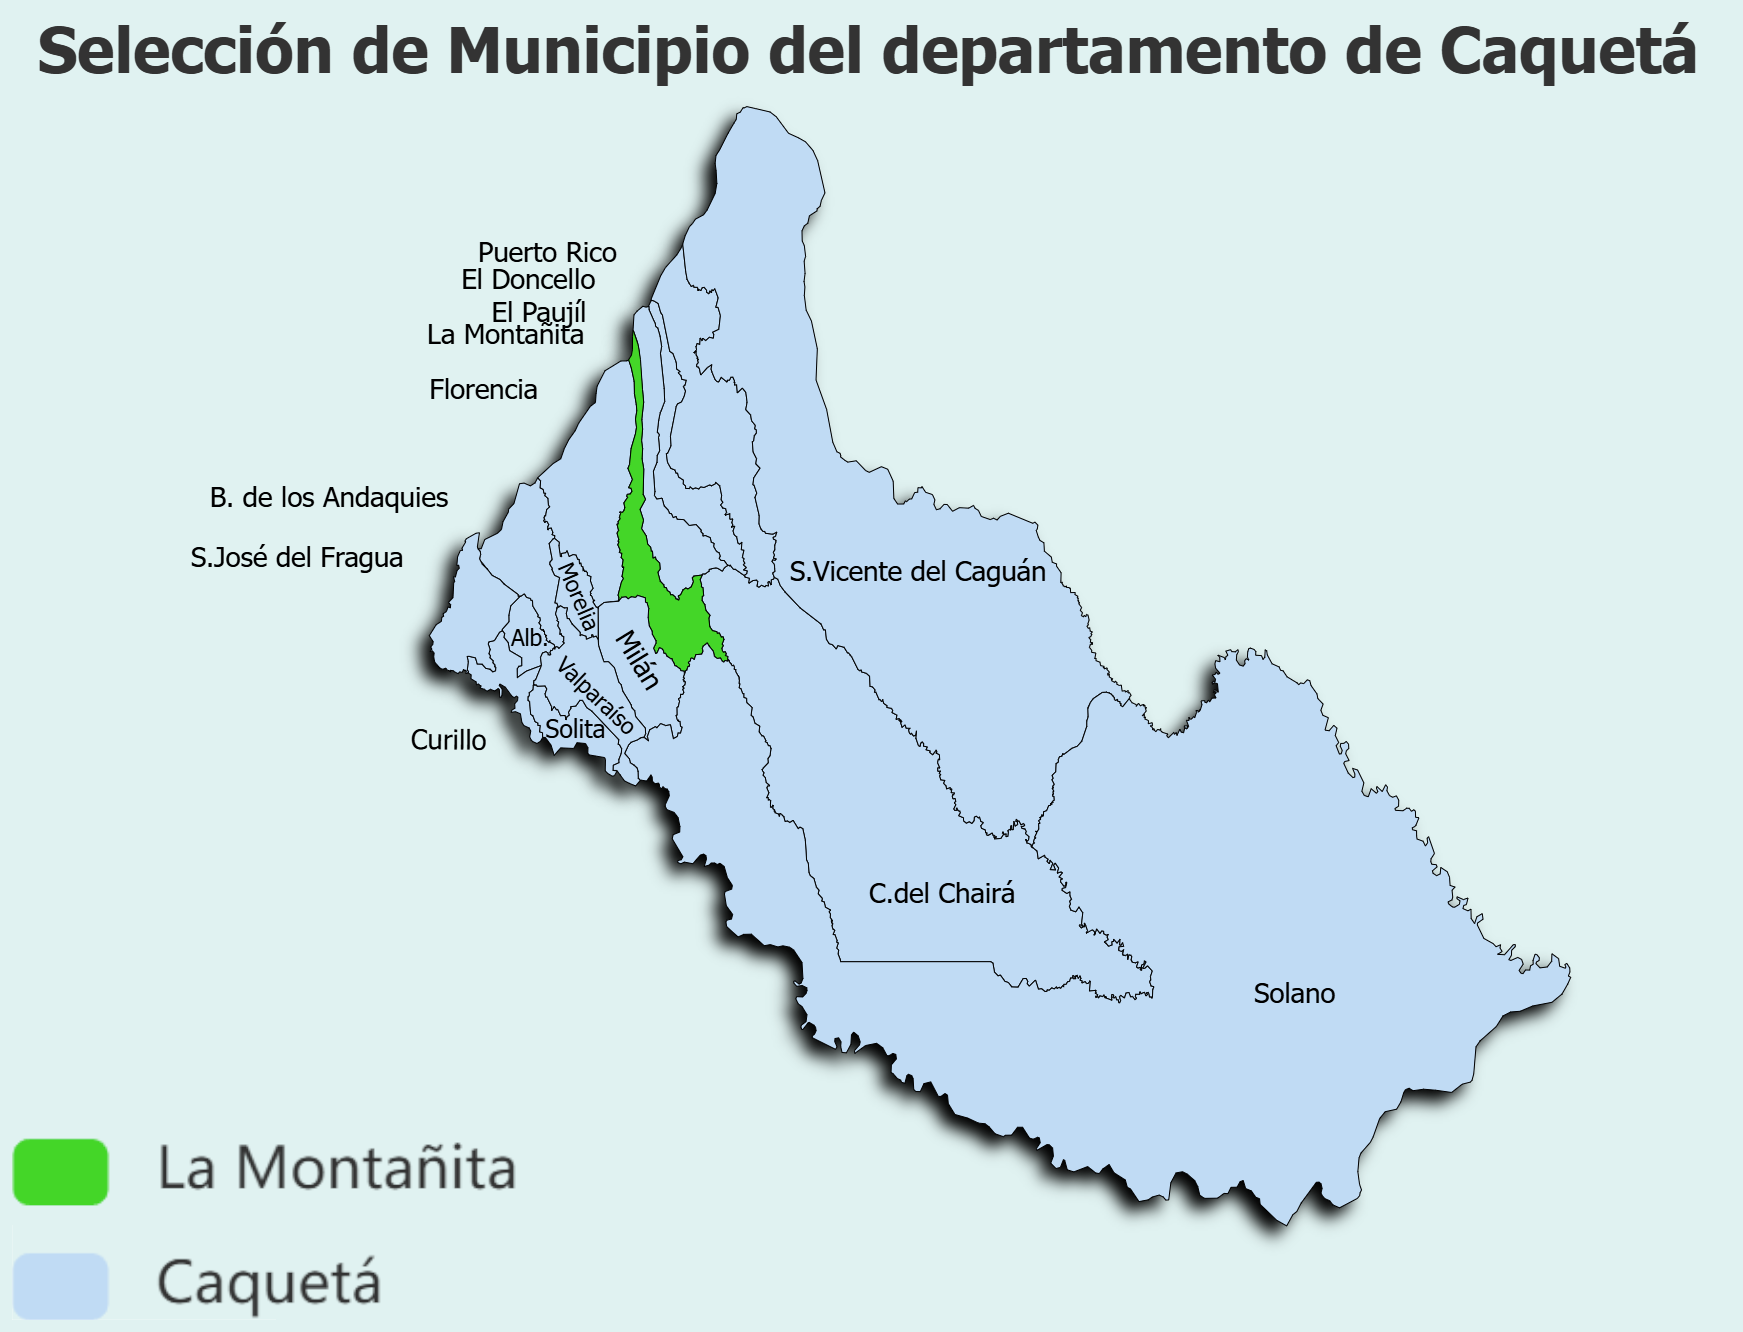 Selección de Municipio del departamento de Caquetá
Puerto Rico
El Doncello
El Paujíl
La Montañita
Florencia
B. de los Andaquies
S.José del Fragua
S.Vicente del Caguán
Morelia
Alb.
Milán
Valparaíso
Solita
Curillo
C.del Chairá
Solano
La Montañita
Caquetá